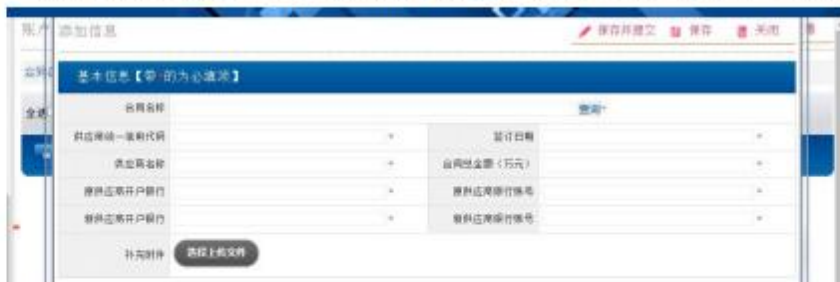 账户
添加信息
保存并提交 保存 关闭
基本信息【带*的为必填项】
合同名称 查询*
供应商统一信用代码 * 签订日期 *
供应商名称 * 合同总金额（万元） *
原供应商开户银行 * 原供应商银行账号 *
新供应商开户银行 * 新供应商银行账号 *
补充附件 选择上传文件